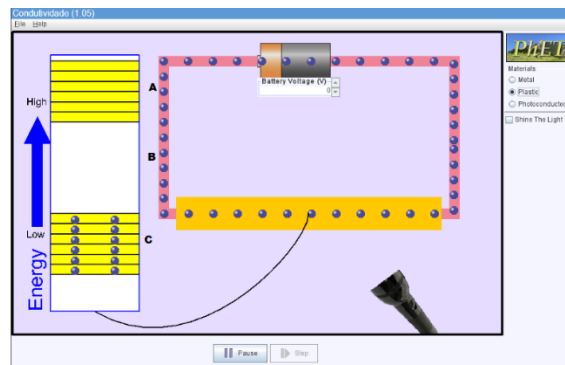 Condutividade (1.05)
File Help
PhET
Materials
Metal
Plastic
Photoconductor
Shine The Light
High
A
Battery Voltage (V)
0
B
Low
C
Energy
Pause
Step